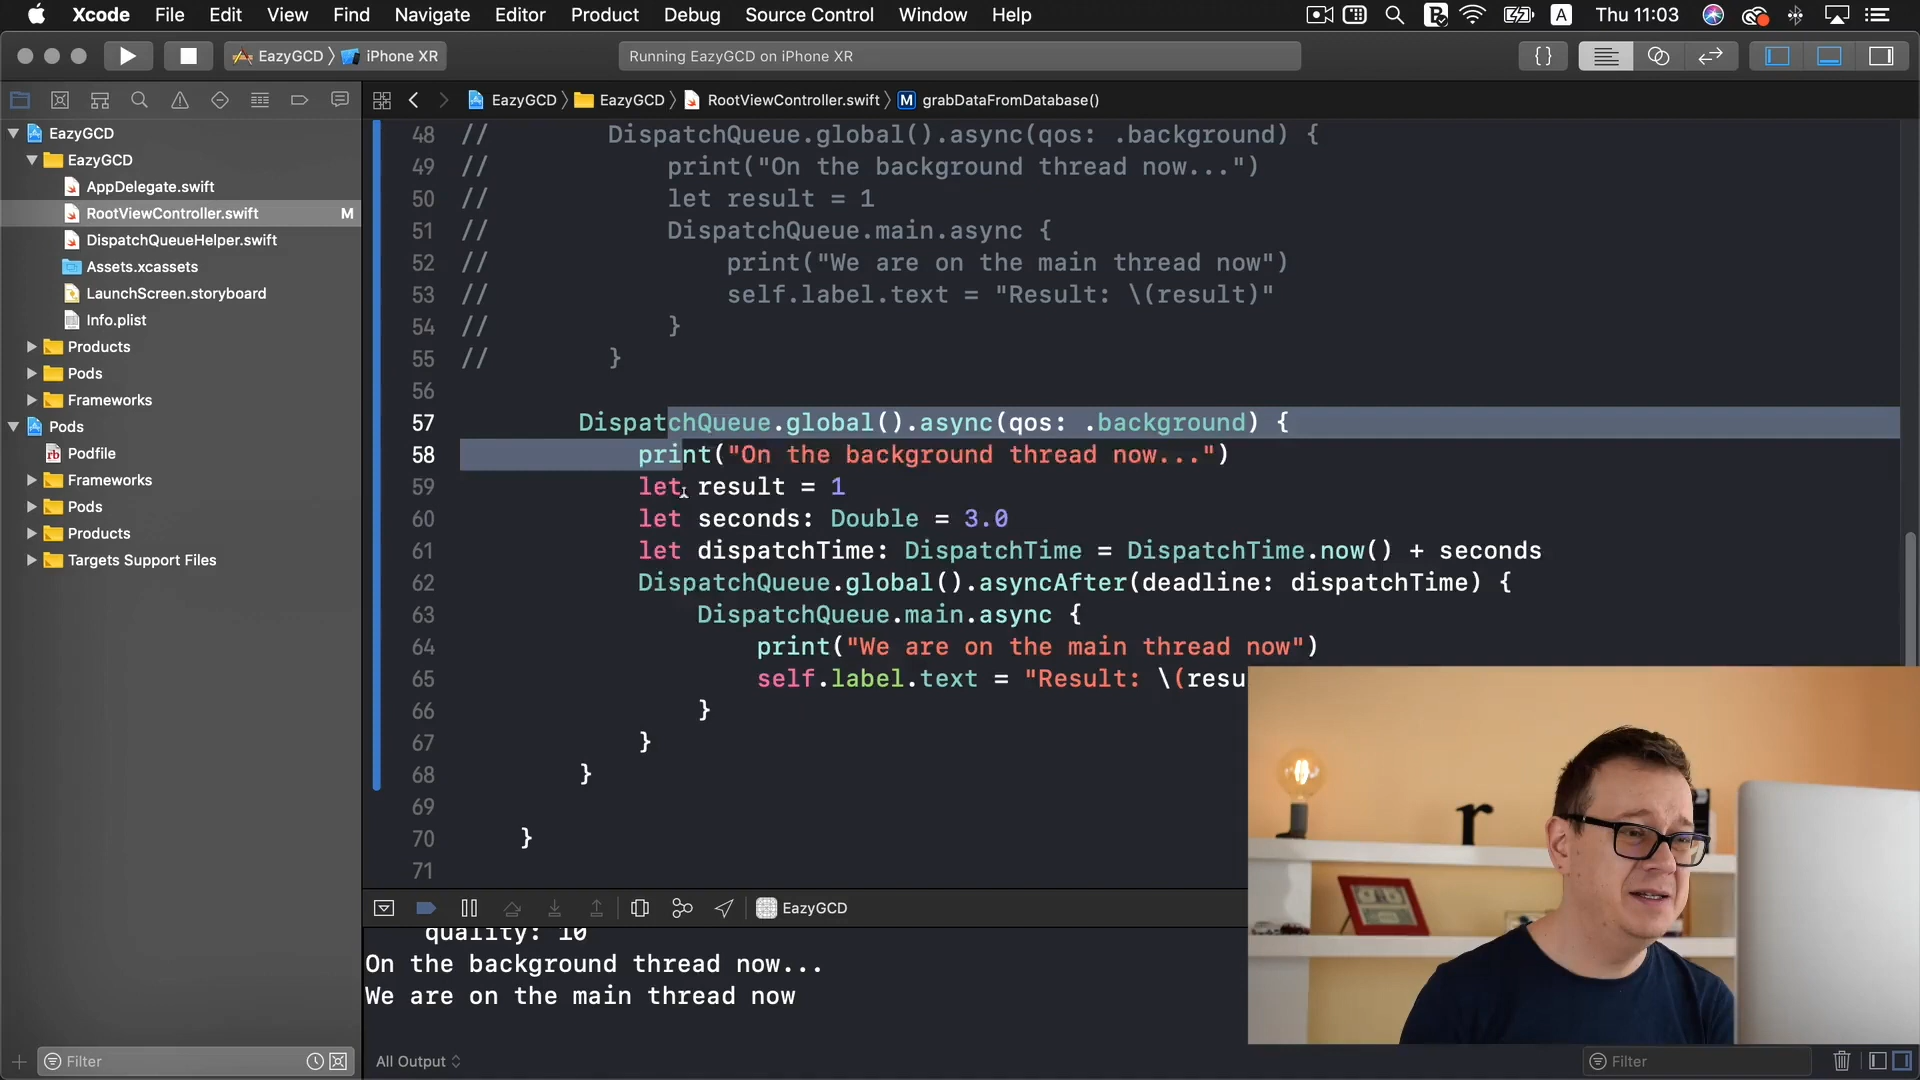 Xcode File Edit View Find Navigate Editor Product Debug Source Control Window Help
A Thu 11:03
EazyGCD iPhone XR
Running EazyGCD on iPhone XR
{}
EazyGCD EazyGCD RootViewController.swift M grabDataFromDatabase()
EazyGCD
EazyGCD
AppDelegate.swift
RootViewController.swift M
DispatchQueueHelper.swift
Assets.xcassets
LaunchScreen.storyboard
Info.plist
Products
Pods
Frameworks
Pods
rb Podfile
Frameworks
Pods
Products
Targets Support Files
Filter
48 // DispatchQueue.global().async(qos: .background) {
49 // print("On the background thread now...")
50 // let result = 1
51 // DispatchQueue.main.async {
52 // print("We are on the main thread now")
53 // self.label.text = "Result: \(result)"
54 // }
55 // }
56
57 DispatchQueue.global().async(qos: .background) {
58 print("On the background thread now...")
59 let result = 1
60 let seconds: Double = 3.0
61 let dispatchTime: DispatchTime = DispatchTime.now() + seconds
62 DispatchQueue.global().asyncAfter(deadline: dispatchTime) {
63 DispatchQueue.main.async {
64 print("We are on the main thread now")
65 self.label.text = "Result: \(resu
66 }
67 }
68 }
69
70 }
71
EazyGCD
quality: 10
On the background thread now...
We are on the main thread now
All Output
Filter
r